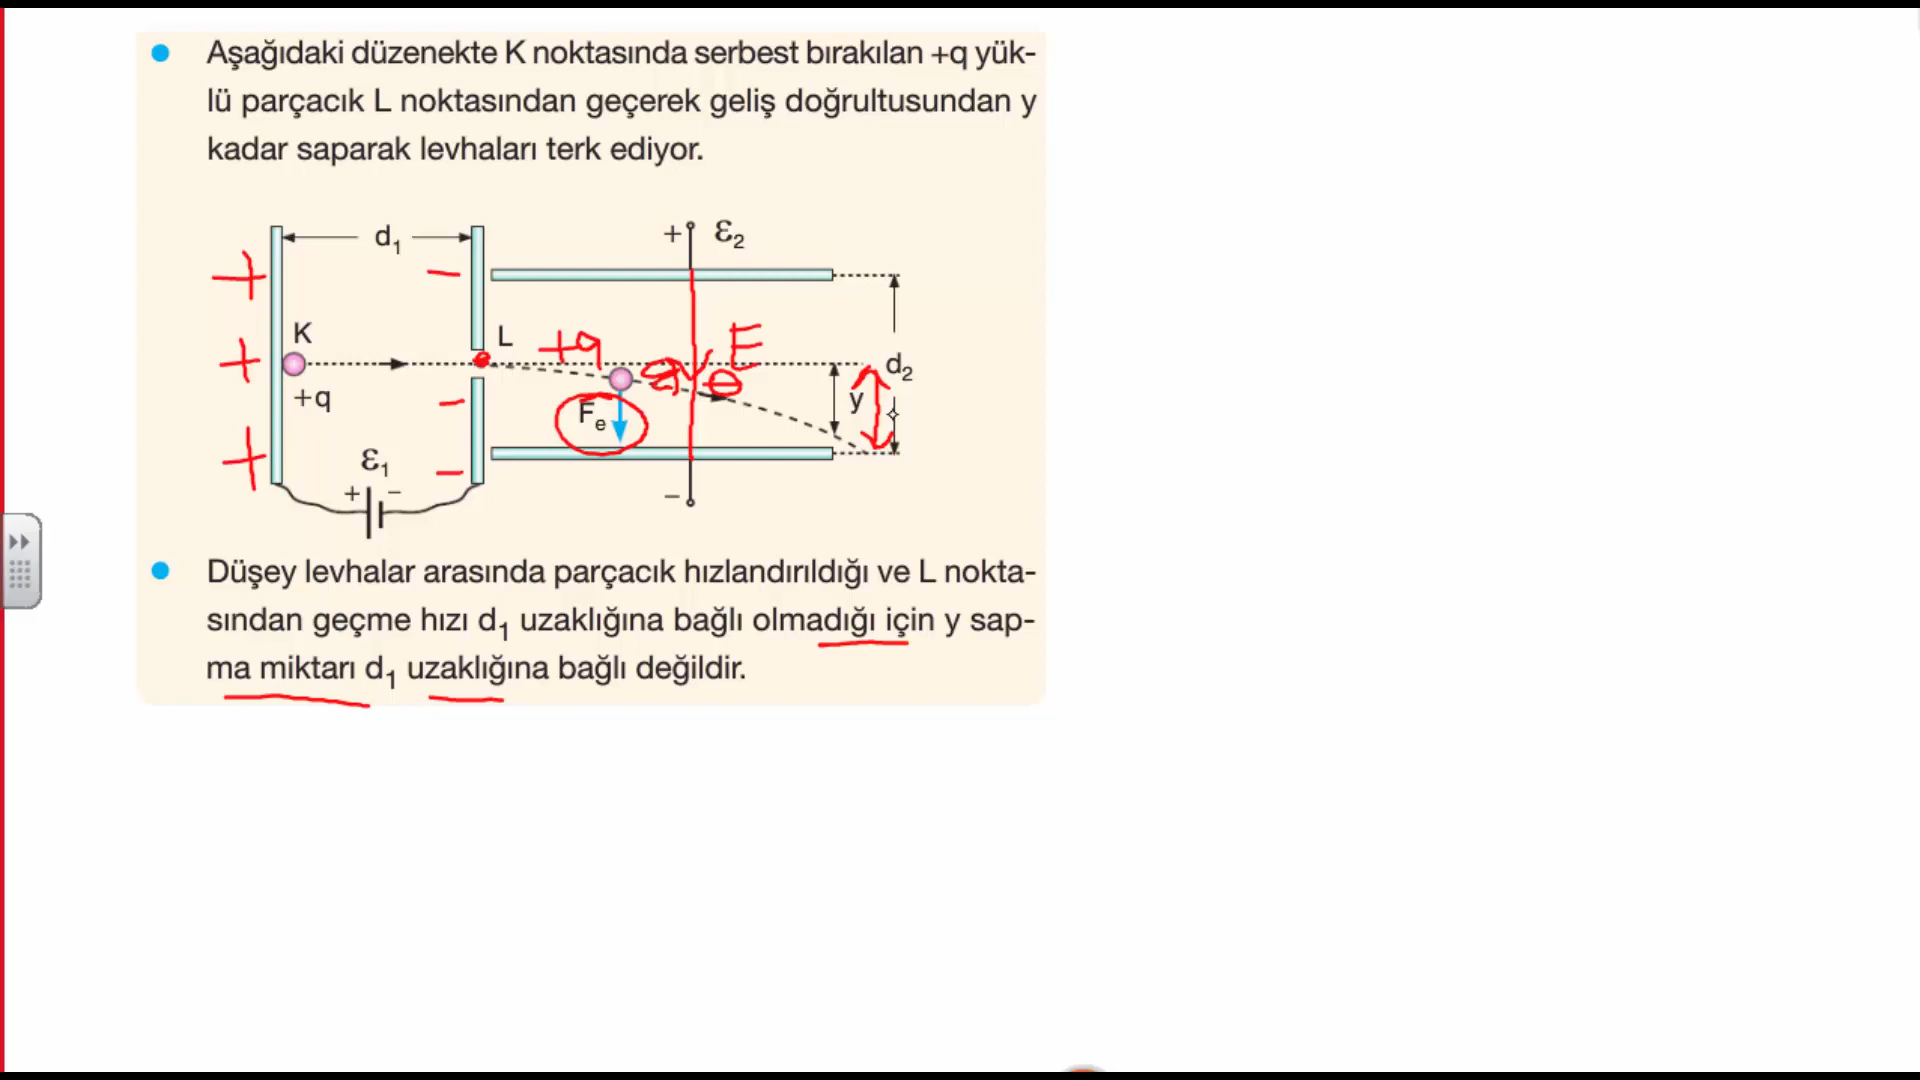 Aşağıdaki düzenekte K noktasında serbest bırakılan +q yük-
lü parçacık L noktasından geçerek geliş doğrultusundan y
kadar saparak levhaları terk ediyor.
d₁
+ ε₂
+ −
K L +q E
d₂
+ +q
Fₑ
q θ
y
−
+ ε₁ −
+ −
−
Düşey levhalar arasında parçacık hızlandırıldığı ve L nokta-
sından geçme hızı d₁ uzaklığına bağlı olmadığı için y sap-
ma miktarı d₁ uzaklığına bağlı değildir.